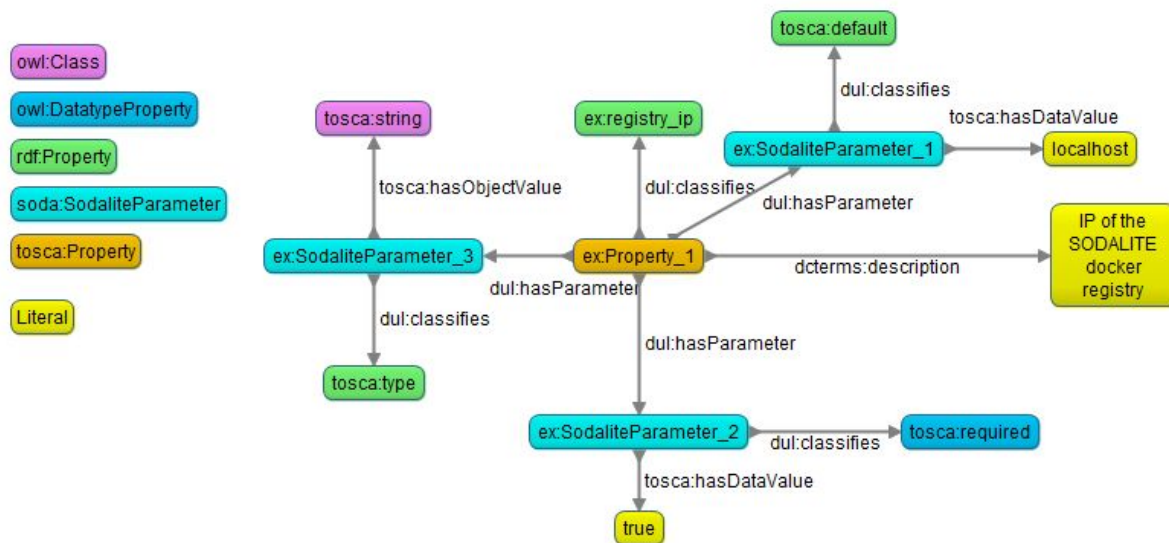 tosca:default
owl:Class
dul:classifies
owl:DatatypeProperty
tosca:hasDataValue
tosca:string
ex:registry_ip
rdf:Property
ex:SodaliteParameter_1
localhost
tosca:hasObjectValue
dul:classifies
soda:SodaliteParameter
dul:hasParameter
tosca:Property
ex:SodaliteParameter_3
ex:Property_1
dcterms:description
IP of the
SODALITE
docker
registry
dul:hasParameter
Literal
dul:classifies
dul:hasParameter
tosca:type
ex:SodaliteParameter_2
dul:classifies
tosca:required
tosca:hasDataValue
true